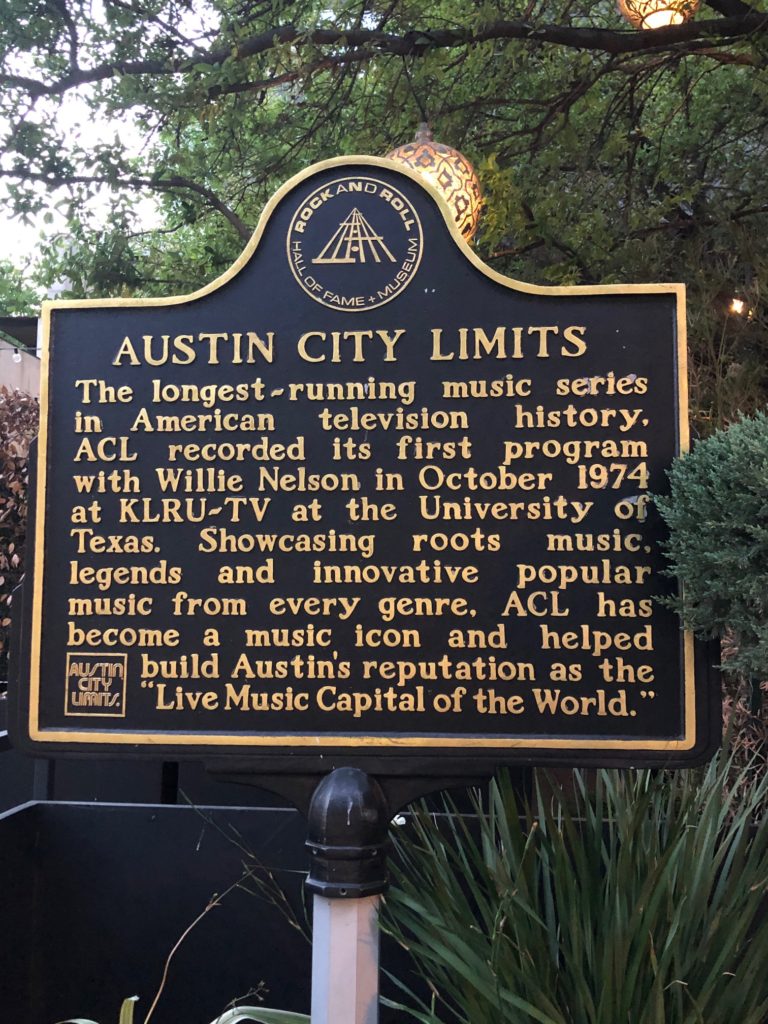 ROCK AND ROLL
HALL OF FAME + MUSEUM
AUSTIN CITY LIMITS
The longest-running music series
in American television history,
ACL recorded its first program
with Willie Nelson in October 1974
at KLRU-TV at the University of
Texas. Showcasing roots music,
legends and innovative popular
music from every genre, ACL has
become a music icon and helped
build Austin's reputation as the
"Live Music Capital of the World."
AUSTIN
CITY
LIMITS.